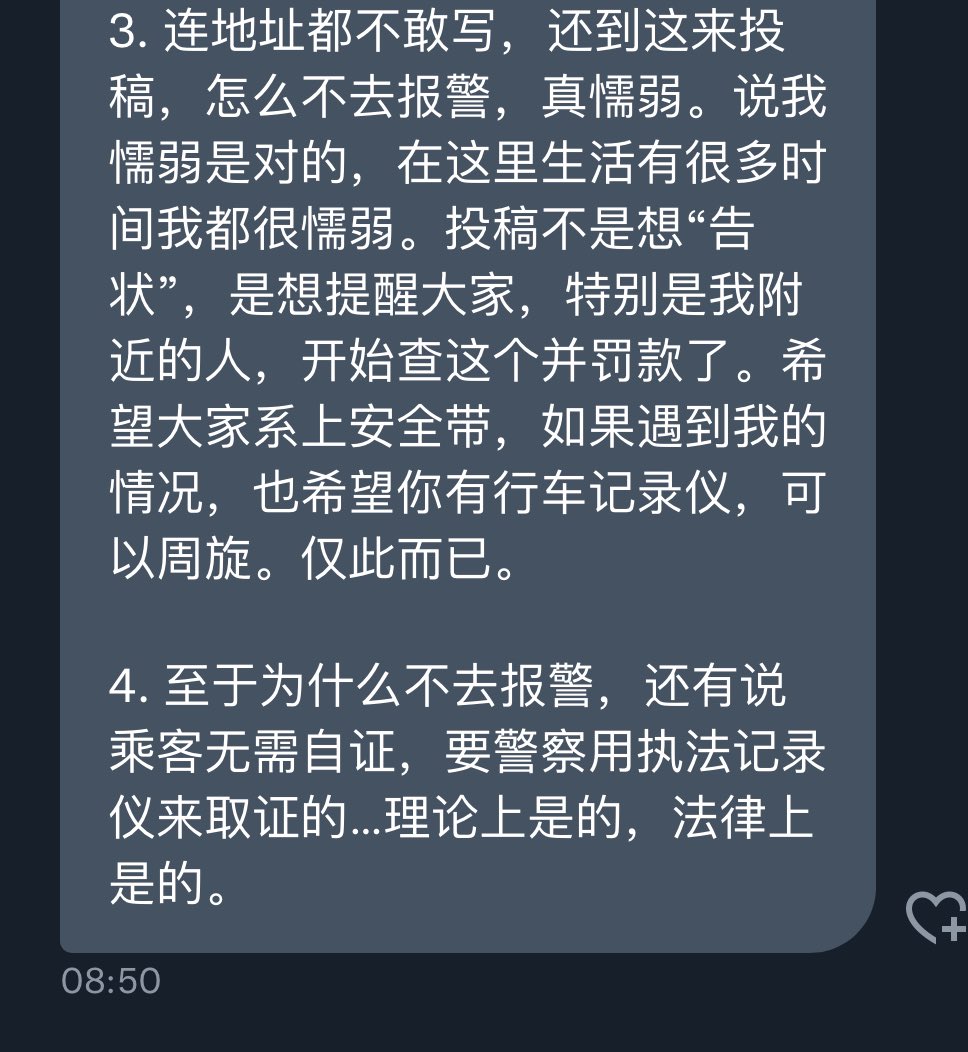 3. 连地址都不敢写，还到这来投
稿，怎么不去报警，真懦弱。说我
懦弱是对的，在这里生活有很多时
间我都很懦弱。投稿不是想“告
状”，是想提醒大家，特别是我附
近的人，开始查这个并罚款了。希
望大家系上安全带，如果遇到我的
情况，也希望你有行车记录仪，可
以周旋。仅此而已。
4. 至于为什么不去报警，还有说
乘客无需自证，要警察用执法记录
仪来取证的...理论上是的，法律上
是的。
08:50